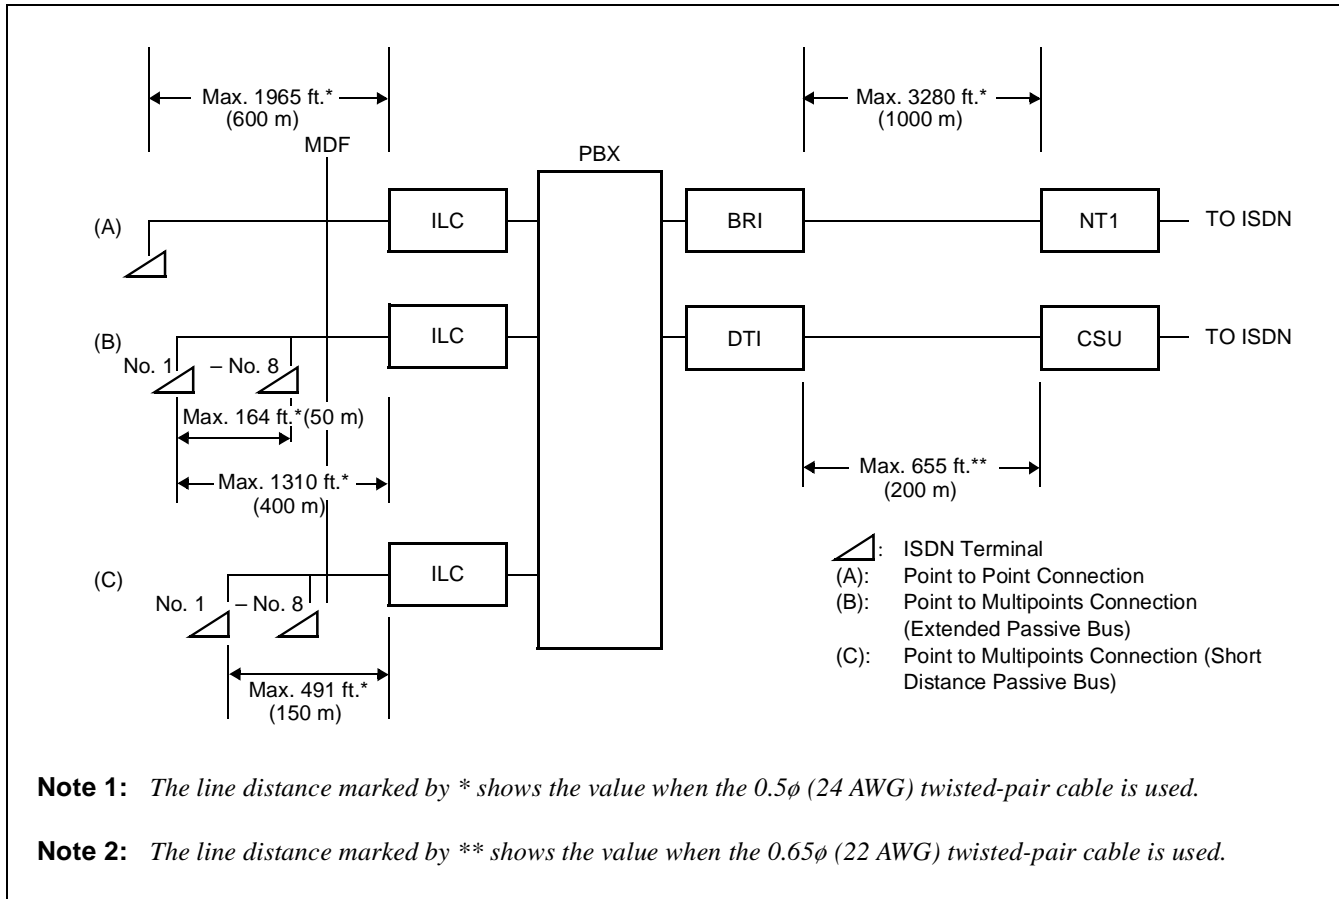 Max. 1965 ft.*
(600 m)
Max. 3280 ft.*
(1000 m)
MDF
PBX
(A)
ILC
BRI
NT1
TO ISDN
(B)
ILC
DTI
CSU
TO ISDN
No. 1 – No. 8
Max. 164 ft.*(50 m)
Max. 1310 ft.*
(400 m)
Max. 655 ft.**
(200 m)
(C)
ILC
No. 1 – No. 8
Max. 491 ft.*
(150 m)
: ISDN Terminal
(A): Point to Point Connection
(B): Point to Multipoints Connection
(Extended Passive Bus)
(C): Point to Multipoints Connection (Short
Distance Passive Bus)
Note 1: The line distance marked by * shows the value when the 0.5ø (24 AWG) twisted-pair cable is used.
Note 2: The line distance marked by ** shows the value when the 0.65ø (22 AWG) twisted-pair cable is used.